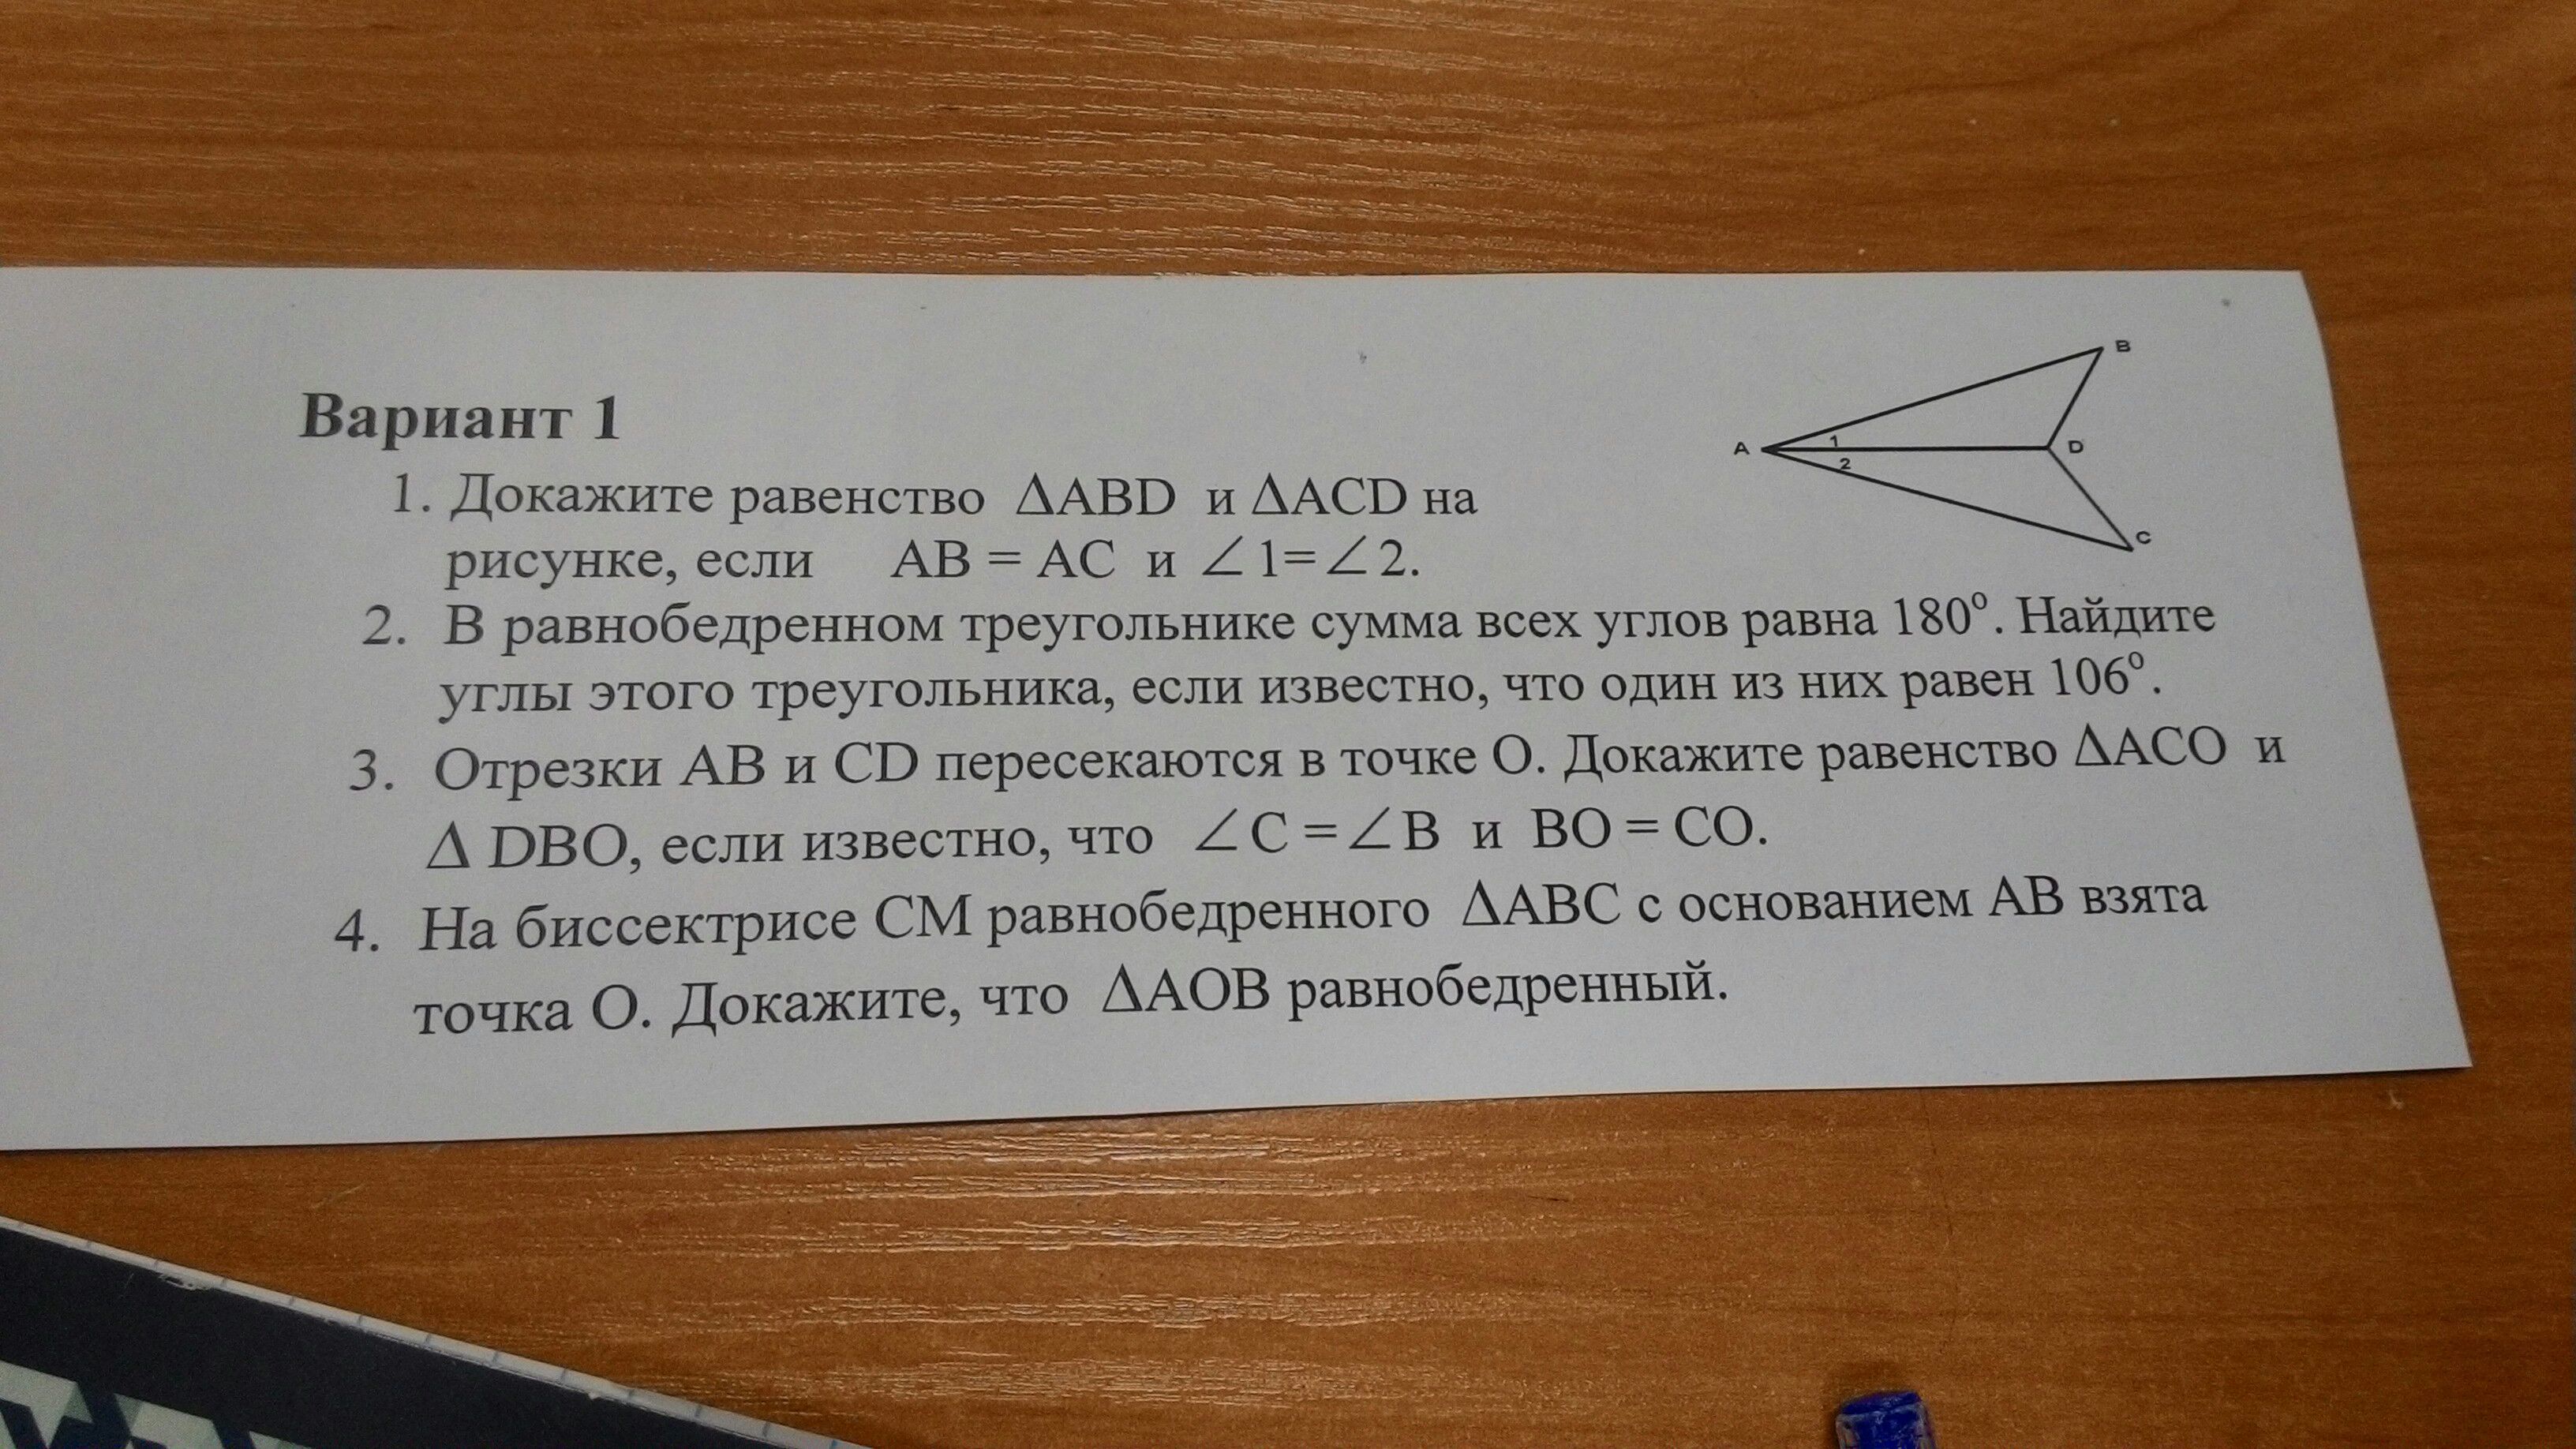 Вариант 1
1. Докажите равенство ΔABD и ΔACD на
рисунке, если AB = AC и ∠1=∠2.
2. В равнобедренном треугольнике сумма всех углов равна 180º. Найдите
углы этого треугольника, если известно, что один из них равен 106º.
3. Отрезки AB и CD пересекаются в точке O. Докажите равенство ΔACO и
Δ DBO, если известно, что ∠C = ∠B и BO = CO.
4. На биссектрисе CM равнобедренного ΔABC с основанием AB взята
точка O. Докажите, что ΔAOB равнобедренный.
B
A
1
D
2
C